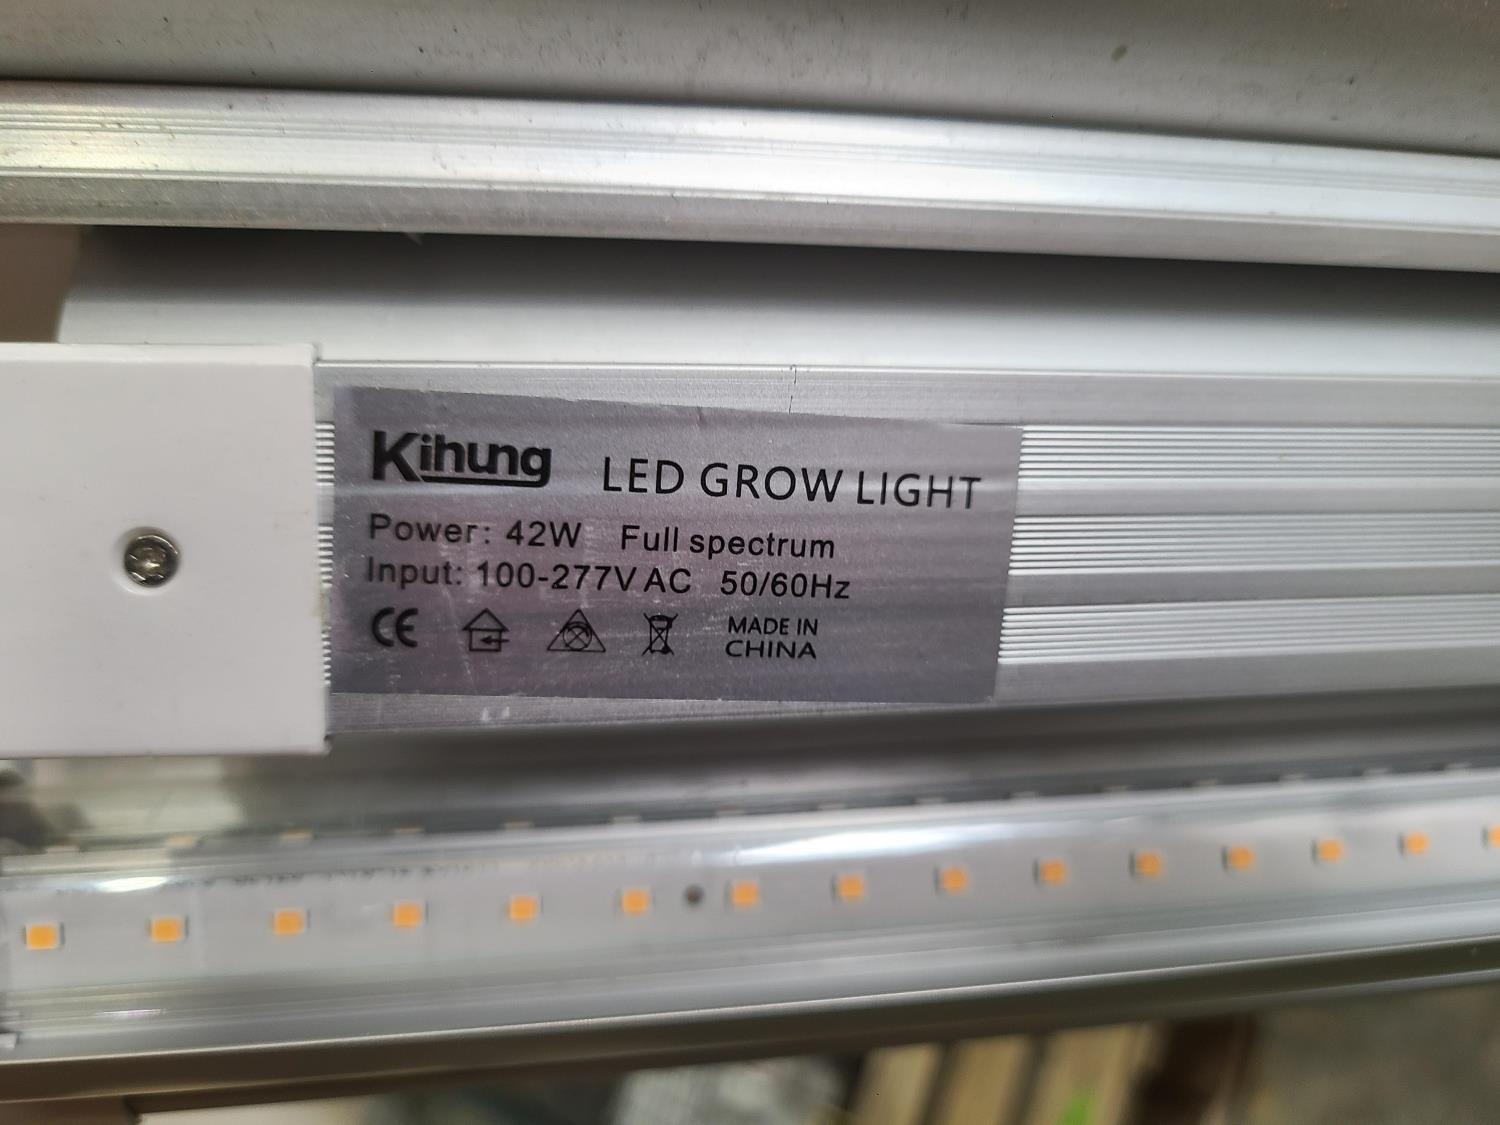 Kihung LED GROW LIGHT
Power: 42W Full spectrum
Input: 100-277V AC 50/60Hz
CE MADE IN
CHINA